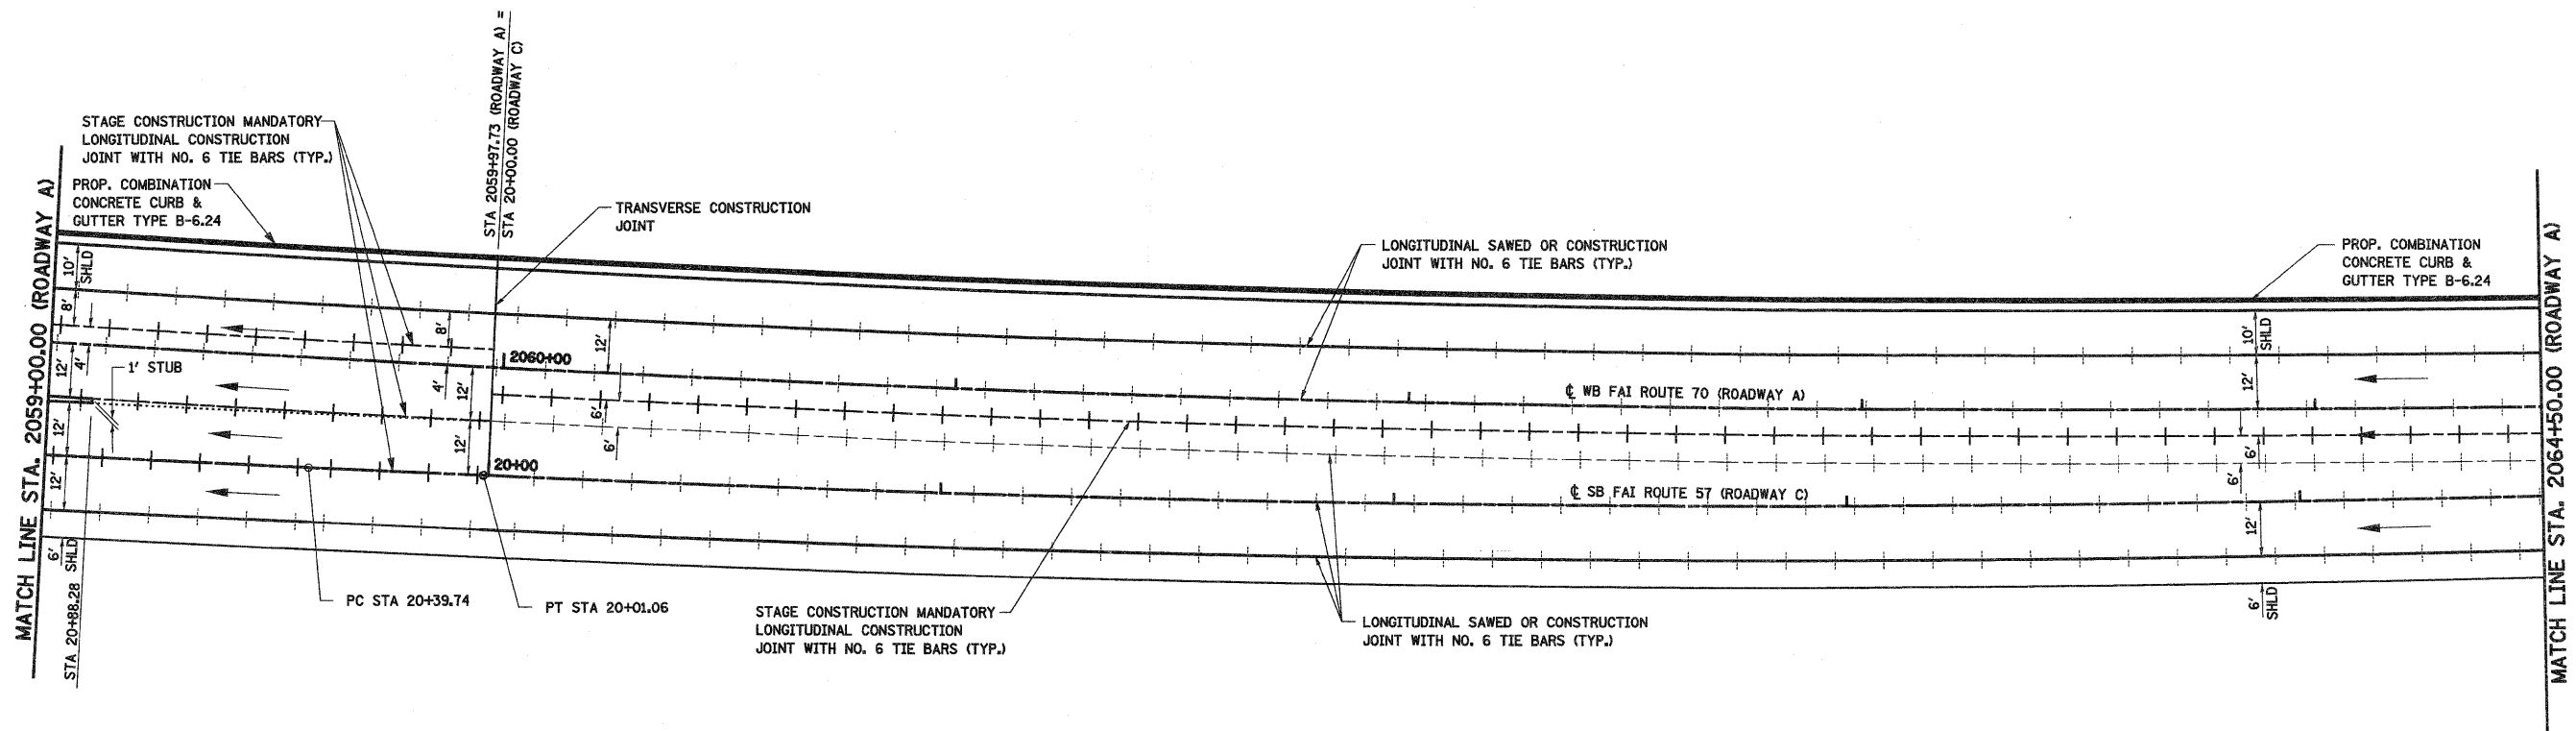 STA 2059+97.73 (ROADWAY A) =
STA 20+00.00 (ROADWAY C)
STAGE CONSTRUCTION MANDATORY
LONGITUDINAL CONSTRUCTION
JOINT WITH NO. 6 TIE BARS (TYP.)
PROP. COMBINATION
CONCRETE CURB &
GUTTER TYPE B-6.24
TRANSVERSE CONSTRUCTION
JOINT
LONGITUDINAL SAWED OR CONSTRUCTION
JOINT WITH NO. 6 TIE BARS (TYP.)
PROP. COMBINATION
CONCRETE CURB &
GUTTER TYPE B-6.24
MATCH LINE STA. 2059+00.00 (ROADWAY A)
10'
SHLD
8'
12'
4'
1' STUB
12'
12'
6'
SHLD
STA 20+88.28
8'
4'
12'
12'
2060+00
12'
6'
6'
20+00
℄ WB FAI ROUTE 70 (ROADWAY A)
℄ SB FAI ROUTE 57 (ROADWAY C)
10'
SHLD
12'
6'
6'
12'
6'
SHLD
MATCH LINE STA. 2064+50.00 (ROADWAY A)
PC STA 20+39.74
PT STA 20+01.06
STAGE CONSTRUCTION MANDATORY
LONGITUDINAL CONSTRUCTION
JOINT WITH NO. 6 TIE BARS (TYP.)
LONGITUDINAL SAWED OR CONSTRUCTION
JOINT WITH NO. 6 TIE BARS (TYP.)